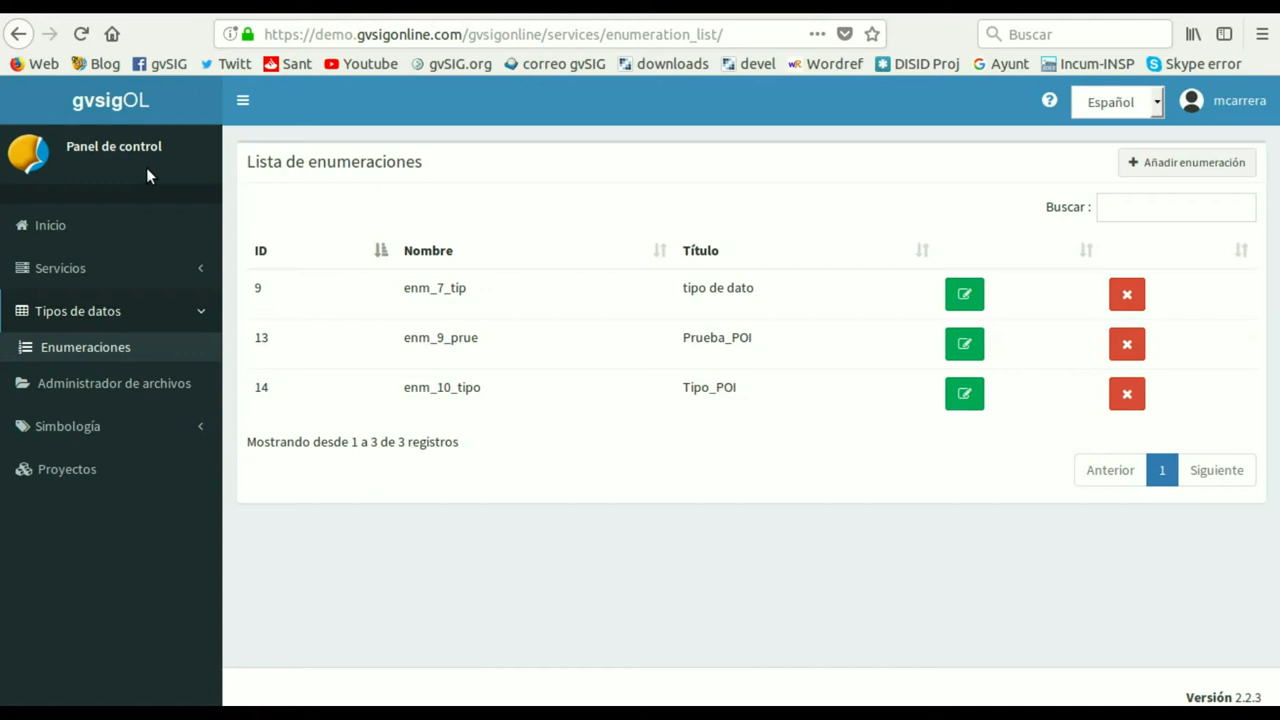 https://demo.gvsigonline.com/gvsigonline/services/enumeration_list/
Buscar
Web Blog gvSIG Twitt Sant Youtube gvSIG.org correo gvSIG downloads devel Wordref DISID Proj Ayunt Incum-INSP Skype error
gvsigOL
Español
mcarrera
Panel de control
Inicio
Servicios
Tipos de datos
Enumeraciones
Administrador de archivos
Simbología
Proyectos
Lista de enumeraciones
Añadir enumeración
Buscar :
ID Nombre Título
9 enm_7_tip tipo de dato
13 enm_9_prue Prueba_POI
14 enm_10_tipo Tipo_POI
Mostrando desde 1 a 3 de 3 registros
Anterior 1 Siguiente
Versión 2.2.3